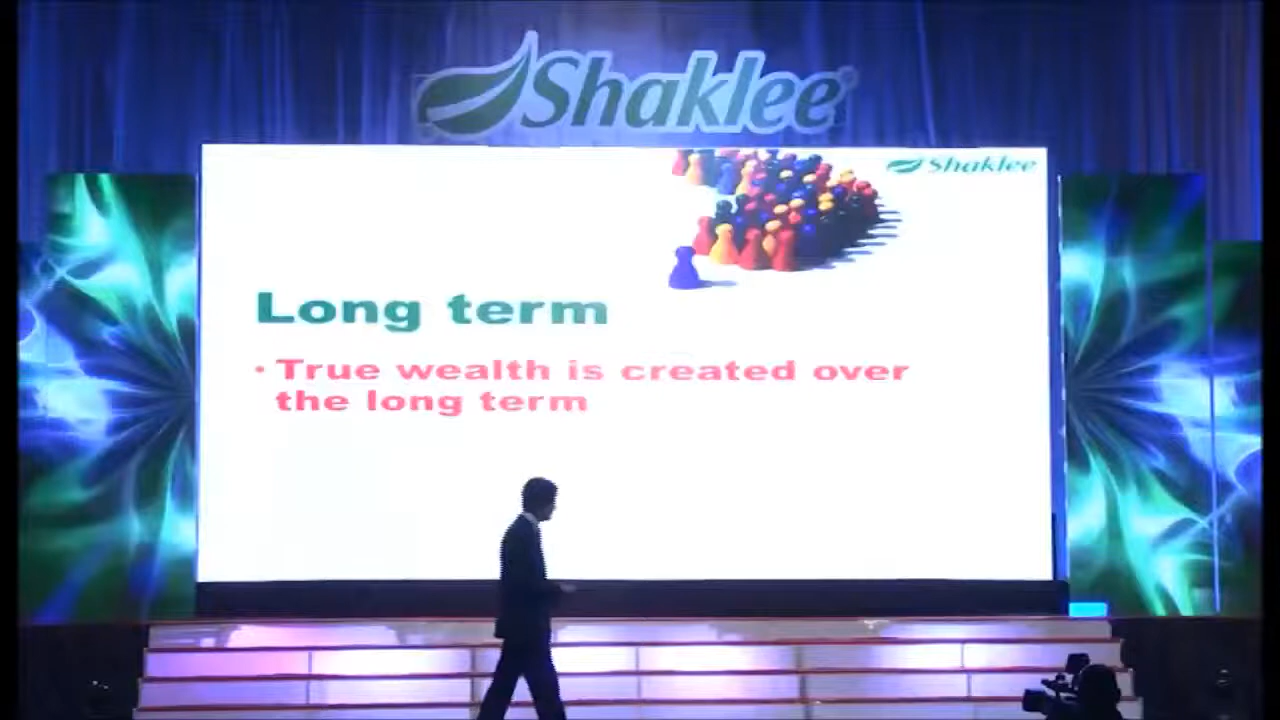 Shaklee®
Shaklee
Long term
• True wealth is created over
the long term